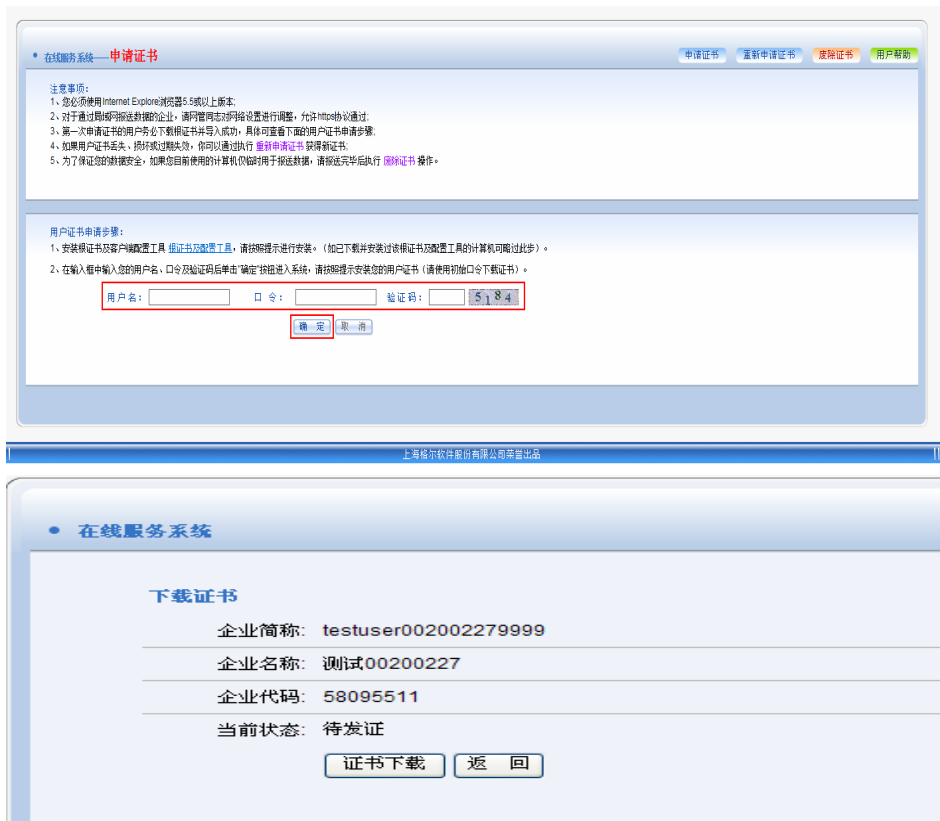 • 在线服务系统——申请证书 申请证书 重新申请证书 废除证书 用户帮助
注意事项:
1、您必须使用Internet Explore浏览器5.5或以上版本;
2、对于通过局域网报送数据的企业，请网管同志对网络设置进行调整，允许https协议通过;
3、第一次申请证书的用户务必下载根证书并导入成功，具体可查看下面的用户证书申请步骤;
4、如果用户证书丢失、损坏或过期失效，你可以通过执行 重新申请证书 获得新证书;
5、为了保证您的数据安全，如果您目前使用的计算机仅临时用于报送数据，请报送完毕后执行 废除证书 操作。
用户证书申请步骤:
1、安装根证书及客户端配置工具 根证书及配置工具，请按照提示进行安装。（如已下载并安装过该根证书及配置工具的计算机可略过此步）。
2、在输入框中输入您的用户名、口令及验证码后单击"确定"按钮进入系统，请按照提示安装您的用户证书（请使用初始口令下载证书）。
用户名: 口 令: 验证码: 5184
确 定 取 消
上海格尔软件股份有限公司荣誉出品
• 在线服务系统
下载证书
企业简称: testuser002002279999
企业名称: 测试00200227
企业代码: 58095511
当前状态: 待发证
证书下载 返 回